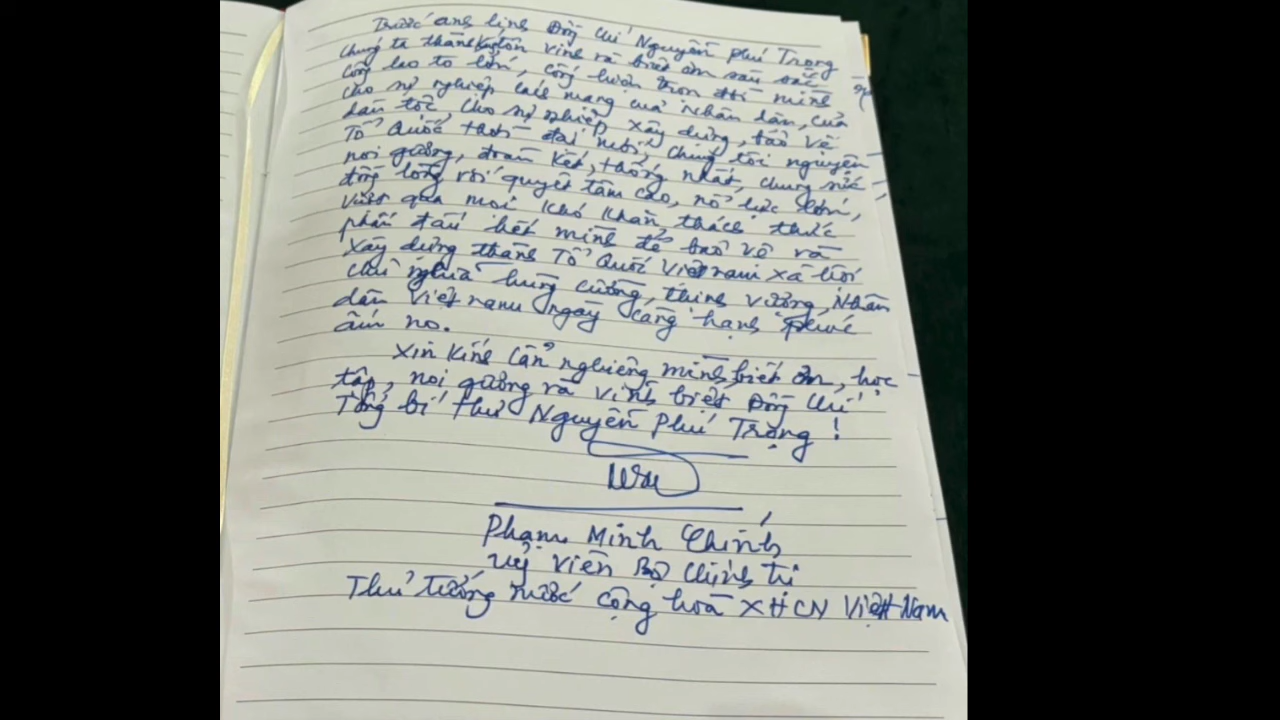 Trước anh linh Đồng chí Nguyễn Phú Trọng
chúng ta thành kính tôn vinh và biết ơn sâu sắc
công lao to lớn, cống hiến trọn đời mình
cho sự nghiệp cách mạng của Nhân dân, của
dân tộc, cho sự nghiệp xây dựng, bảo vệ
Tổ Quốc thời đại mới, chúng tôi nguyện
noi gương, đoàn kết, thống nhất, chung sức,
đồng lòng với quyết tâm cao, nỗ lực lớn,
vượt qua mọi khó khăn thách thức
phấn đấu hết mình để bảo vệ và
xây dựng thành Tổ Quốc Việt nam xã hội
chủ nghĩa hùng cường, thịnh vượng, Nhân
dân Việt nam ngày càng hạnh phúc
ấm no.
Xin kính cẩn nghiêng mình, biết ơn, học
tập, noi gương và vĩnh biệt Đồng chí
Tổng bí thư Nguyễn Phú Trọng!
Phạm Minh Chính
Uỷ viên Bộ Chính trị
Thủ tướng nước cộng hoà XHCN Việt Nam